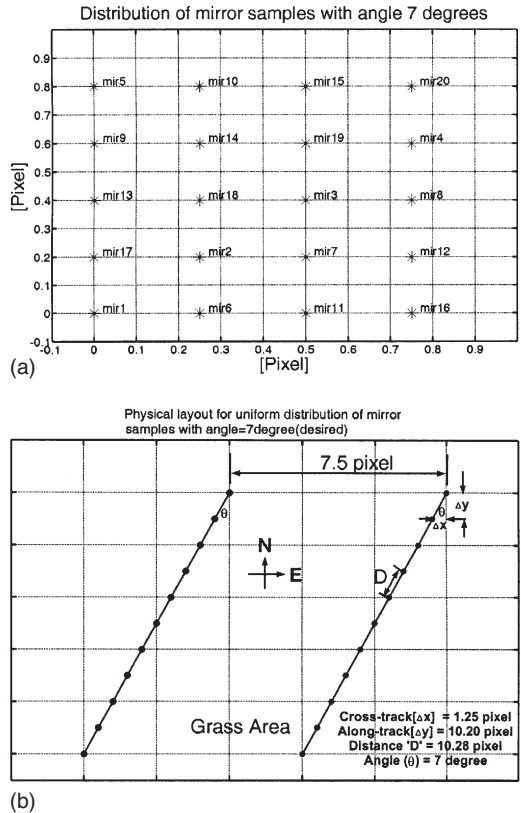 Distribution of mirror samples with angle 7 degrees
0.9
0.8
0.7
0.6
0.5
0.4
0.3
0.2
0.1
0
-0.1
[Pixel]
mir5 mir10 mir15 mir20
mir9 mir14 mir19 mir4
mir13 mir18 mir3 mir8
mir17 mir2 mir7 mir12
mir1 mir6 mir11 mir16
-0.1 0 0.1 0.2 0.3 0.4 0.5 0.6 0.7 0.8 0.9
[Pixel]
(a)
Physical layout for uniform distribution of mirror
samples with angle=7degree(desired)
7.5 pixel
θ
θ
Δy
Δx
N
E
D
Grass Area
Cross-track[Δx] = 1.25 pixel
Along-track[Δy] = 10.20 pixel
Distance 'D' = 10.28 pixel
Angle (θ) = 7 degree
(b)